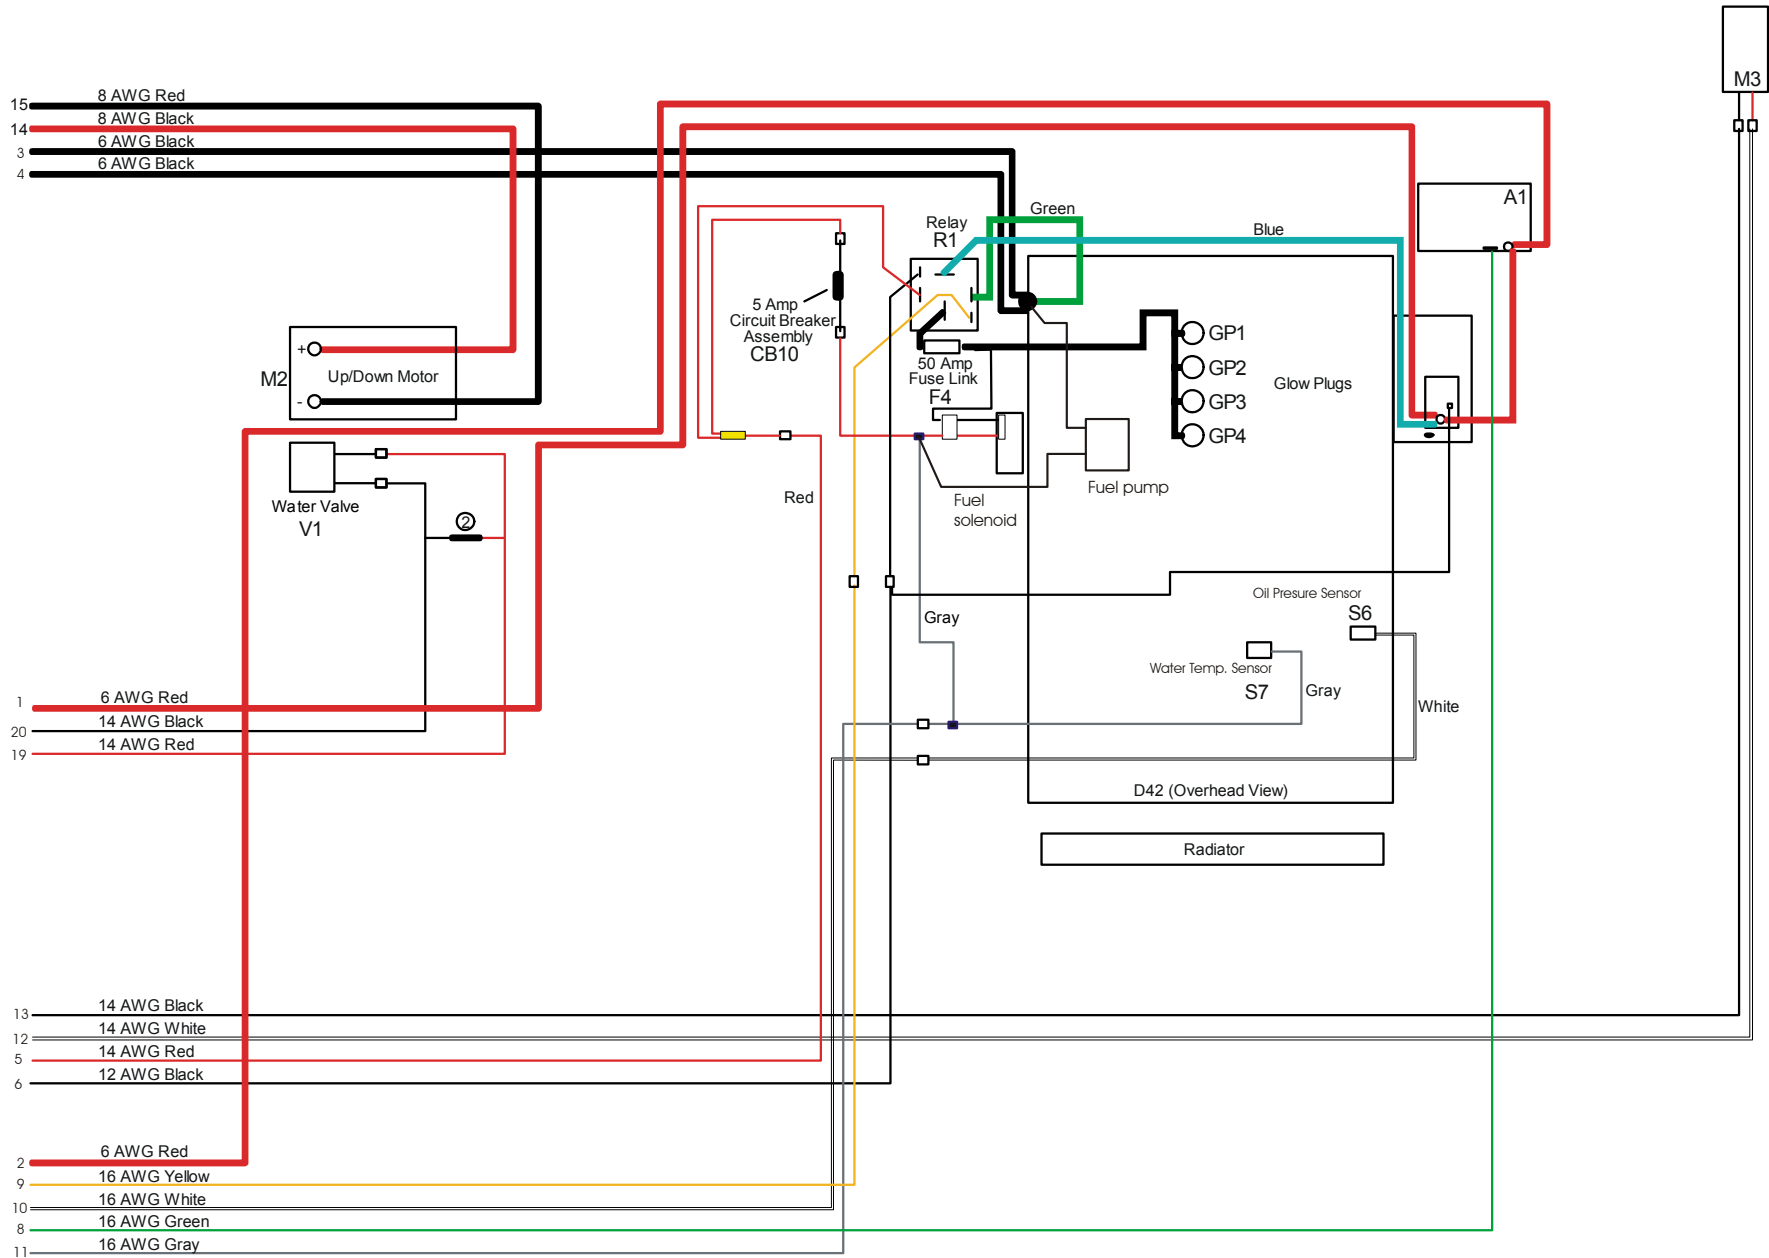 M3
15
8 AWG Red
14
8 AWG Black
3
6 AWG Black
4
6 AWG Black
A1
Green
Relay
R1
Blue
5 Amp
Circuit Breaker
Assembly
CB10
+
M2
Up/Down Motor
-
50 Amp
Fuse Link
F4
GP1
GP2
GP3
GP4
Glow Plugs
Water Valve
V1
2
Red
Fuel
solenoid
Fuel pump
Oil Presure Sensor
S6
Gray
Water Temp. Sensor
S7
Gray
White
1
6 AWG Red
20
14 AWG Black
19
14 AWG Red
D42 (Overhead View)
Radiator
13
14 AWG Black
12
14 AWG White
5
14 AWG Red
6
12 AWG Black
2
6 AWG Red
9
16 AWG Yellow
10
16 AWG White
8
16 AWG Green
11
16 AWG Gray